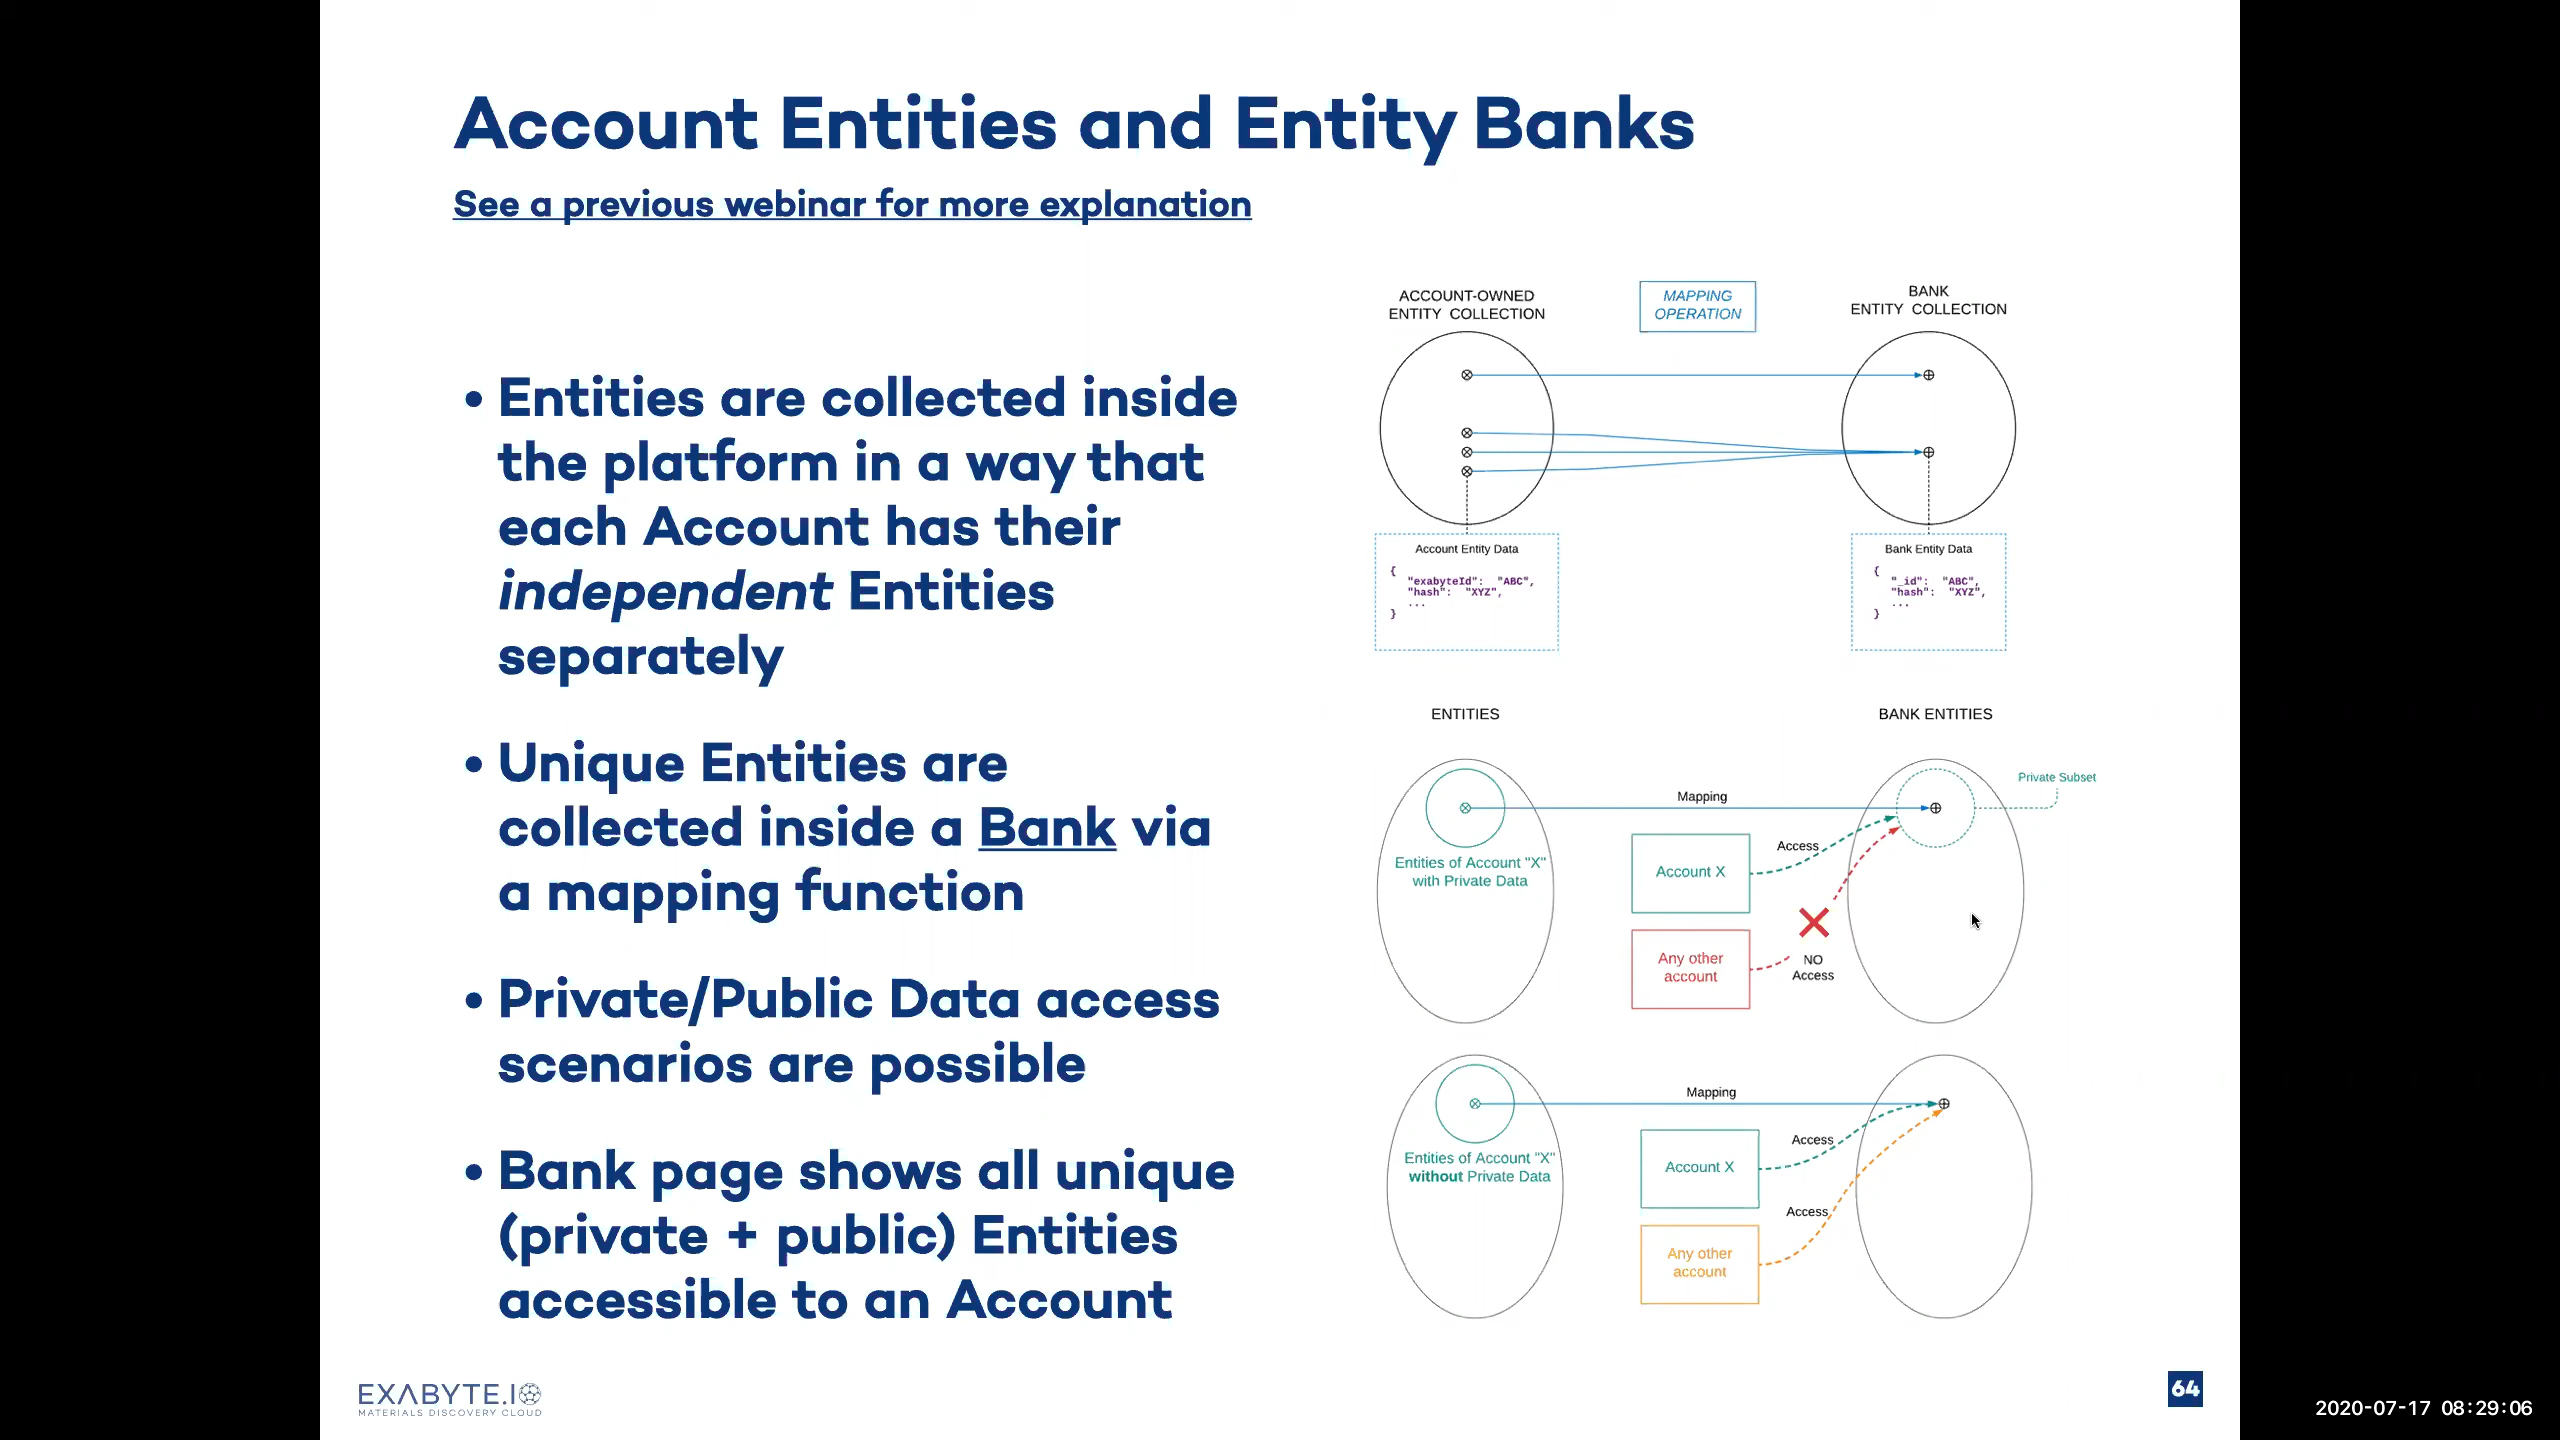 Account Entities and Entity Banks
See a previous webinar for more explanation
• Entities are collected inside
the platform in a way that
each Account has their
independent Entities
separately
• Unique Entities are
collected inside a Bank via
a mapping function
• Private/Public Data access
scenarios are possible
• Bank page shows all unique
(private + public) Entities
accessible to an Account
ACCOUNT-OWNED
ENTITY COLLECTION
MAPPING
OPERATION
BANK
ENTITY COLLECTION
Account Entity Data
{
"exabyteId": "ABC",
"hash": "XYZ",
...
}
Bank Entity Data
{
"_id": "ABC",
"hash": "XYZ",
...
}
ENTITIES
BANK ENTITIES
Private Subset
Mapping
Access
Entities of Account "X"
with Private Data
Account X
Any other
account
NO
Access
Mapping
Access
Entities of Account "X"
without Private Data
Account X
Access
Any other
account
EXABYTE.IO
MATERIALS DISCOVERY CLOUD
64
2020-07-17 08:29:06